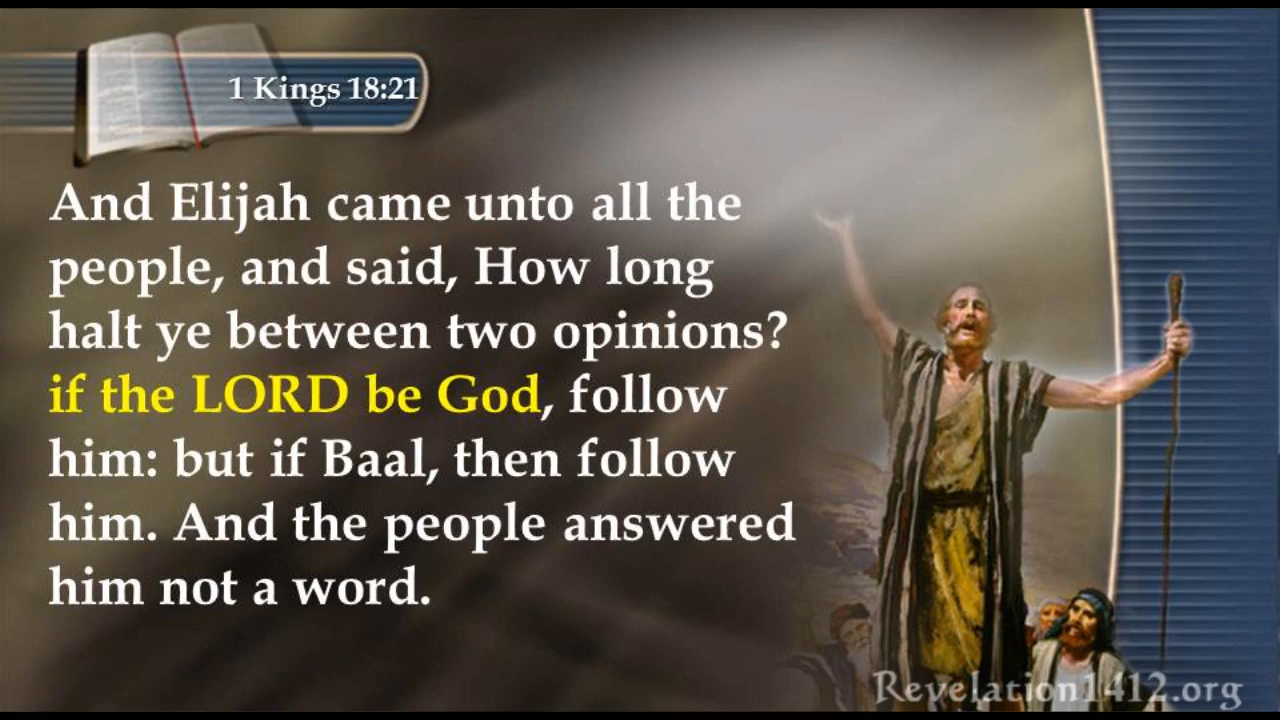 1 Kings 18:21
And Elijah came unto all the
people, and said, How long
halt ye between two opinions?
if the LORD be God, follow
him: but if Baal, then follow
him. And the people answered
him not a word.
Revelation1412.org